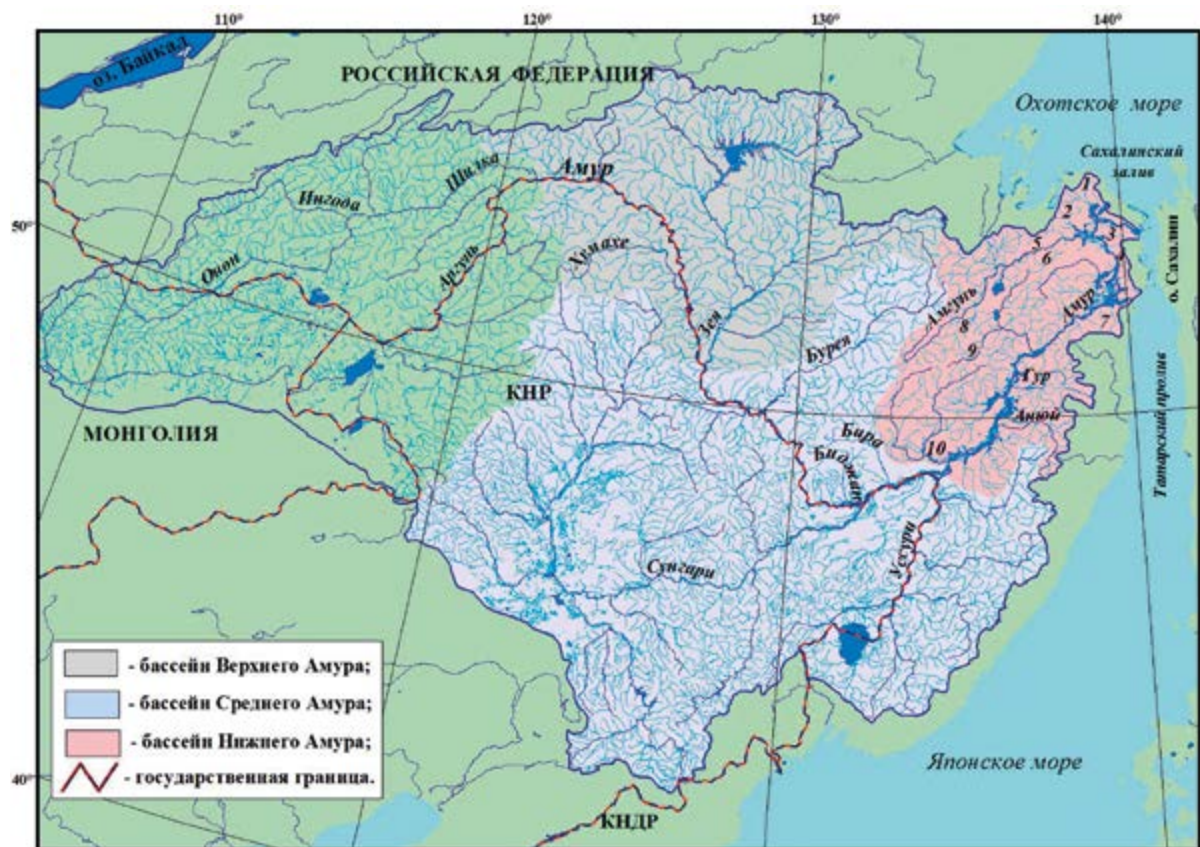 110°
120°
130°
140°
оз. Байкал
РОССИЙСКАЯ ФЕДЕРАЦИЯ
Охотское море
Сахалинский
залив
Шилка
Амур
Ингода
1
2
3
50°
5
4
6
о. Сахалин
Онон
Аргунь
Хумахе
Зея
Бурея
Амгунь
Амур
7
8
9
КНР
Гур
Анюй
МОНГОЛИЯ
Бира
Биджан
10
Татарский пролив
Сунгари
Уссури
- бассейн Верхнего Амура;
- бассейн Среднего Амура;
- бассейн Нижнего Амура;
- государственная граница.
40°
Японское море
КНДР